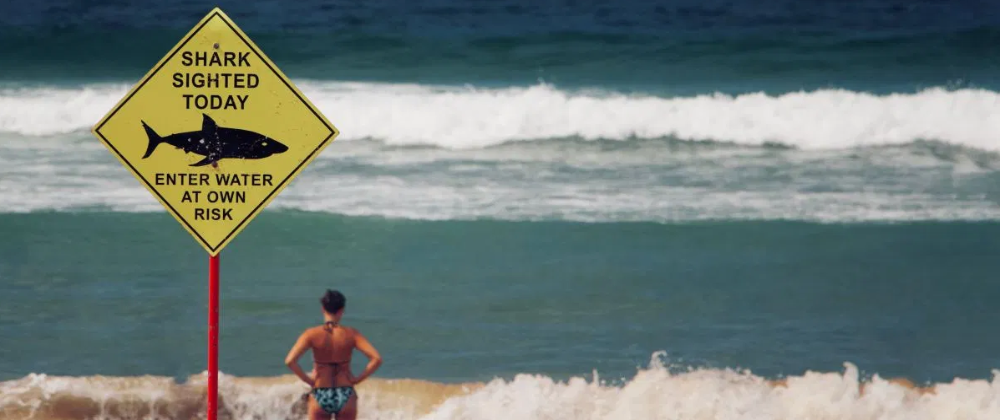 SHARK
SIGHTED
TODAY
ENTER WATER
AT OWN
RISK